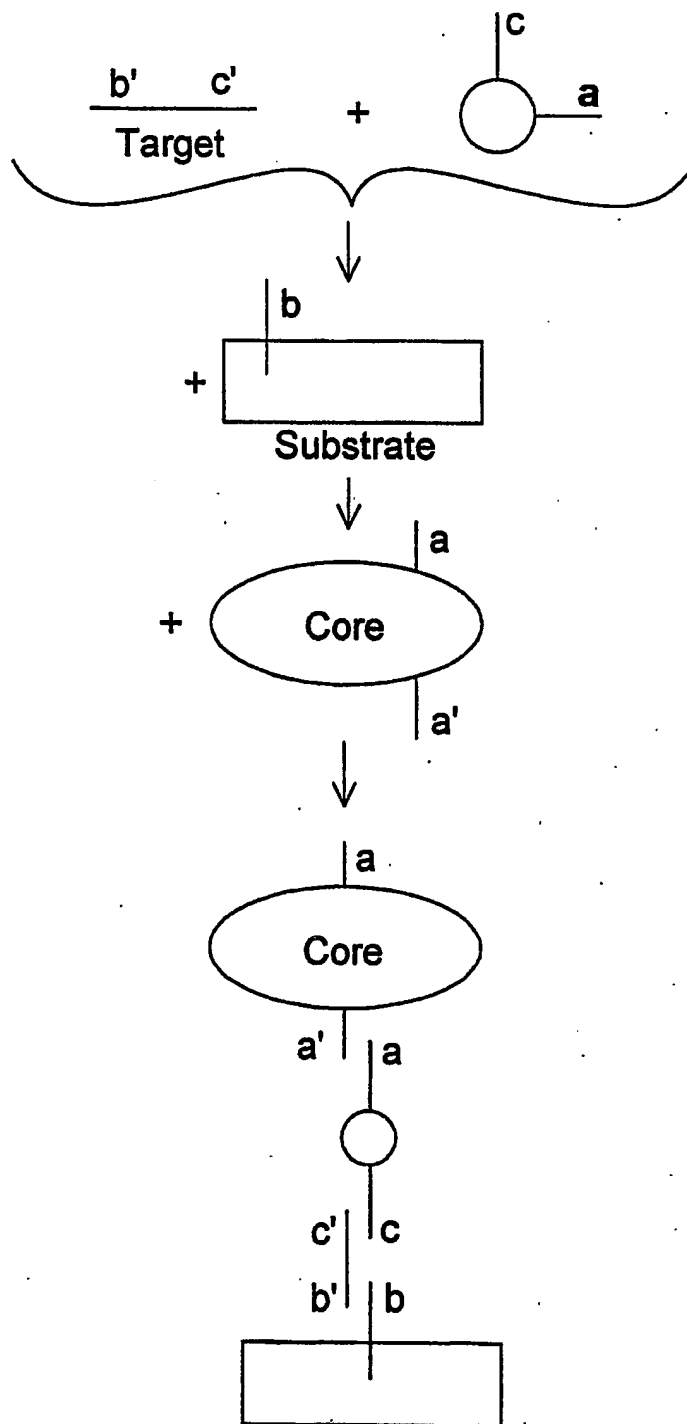 c
b' c' + a
Target
b
+
Substrate
a
+ Core
a'
a
Core
a' a
c' c
b' b